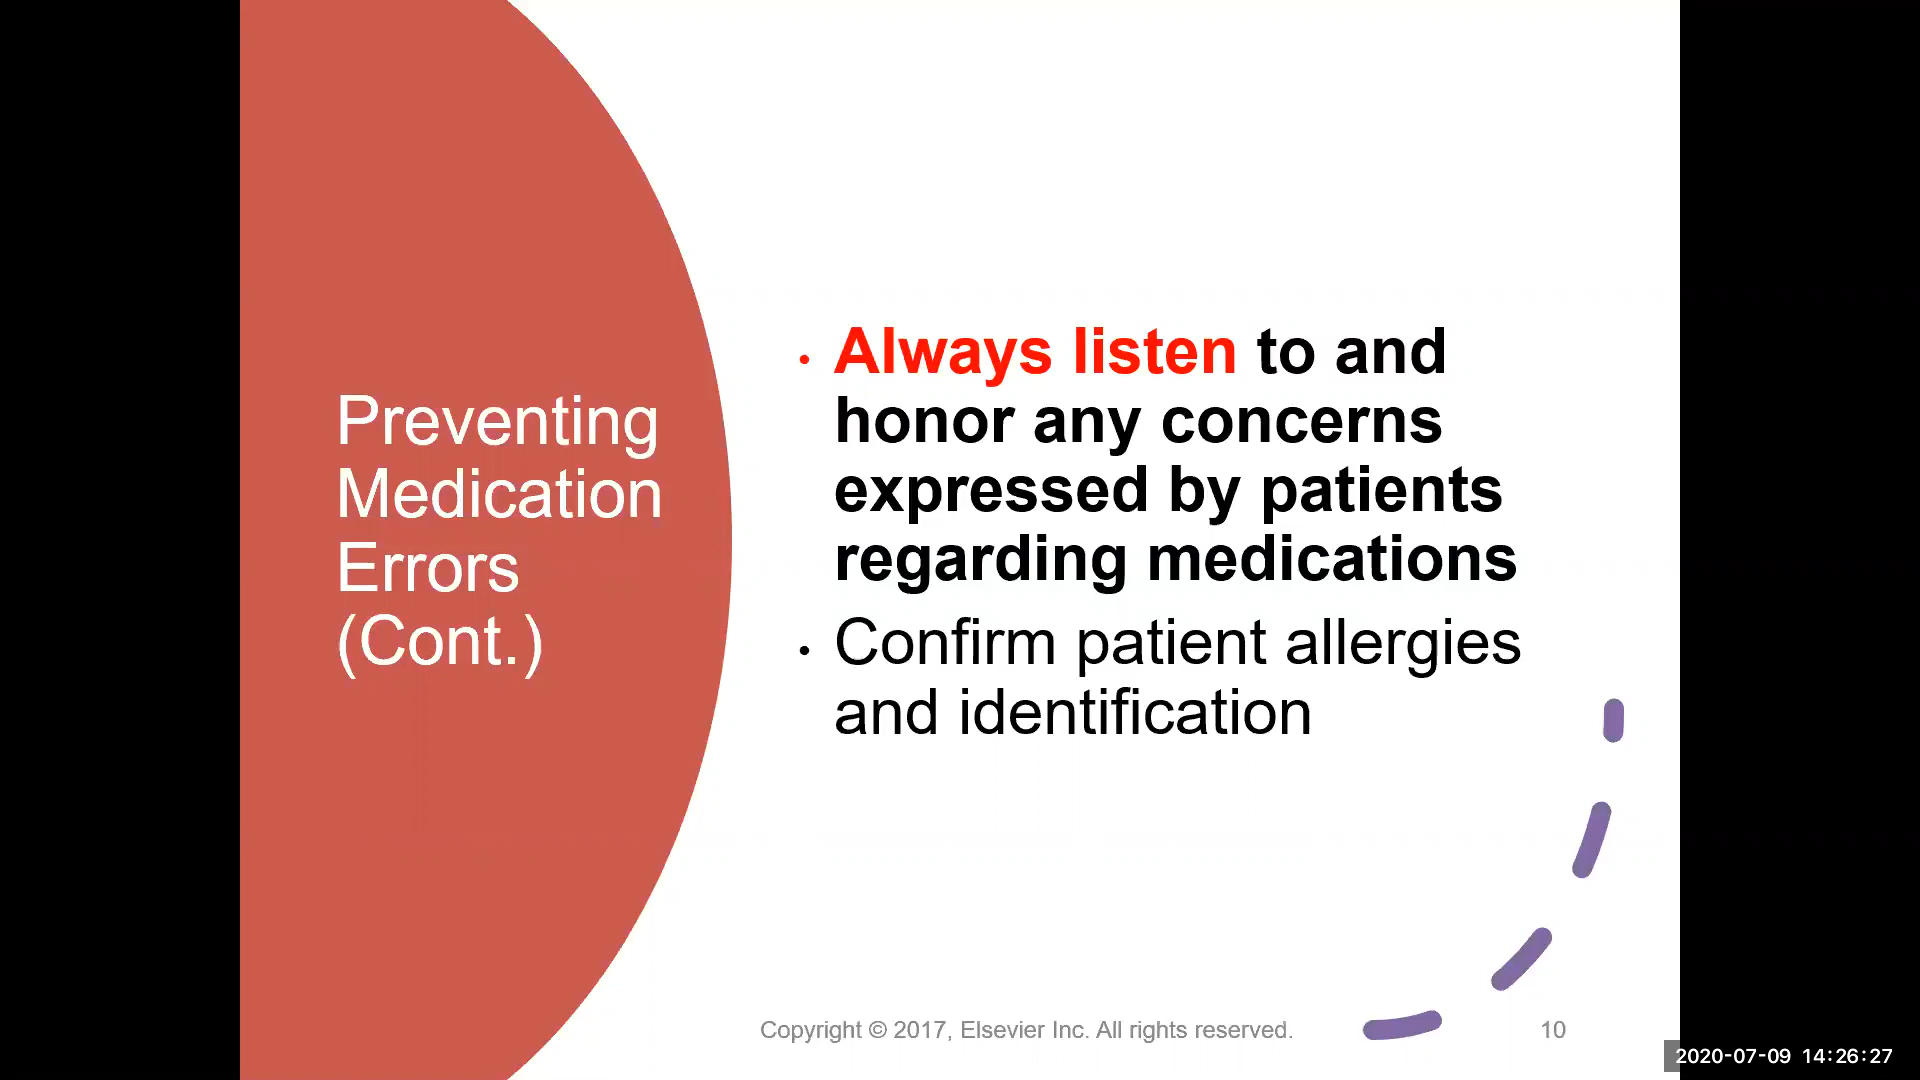 Preventing
Medication
Errors
(Cont.)
• Always listen to and
honor any concerns
expressed by patients
regarding medications
• Confirm patient allergies
and identification
Copyright © 2017, Elsevier Inc. All rights reserved.
10
2020-07-09 14:26:27